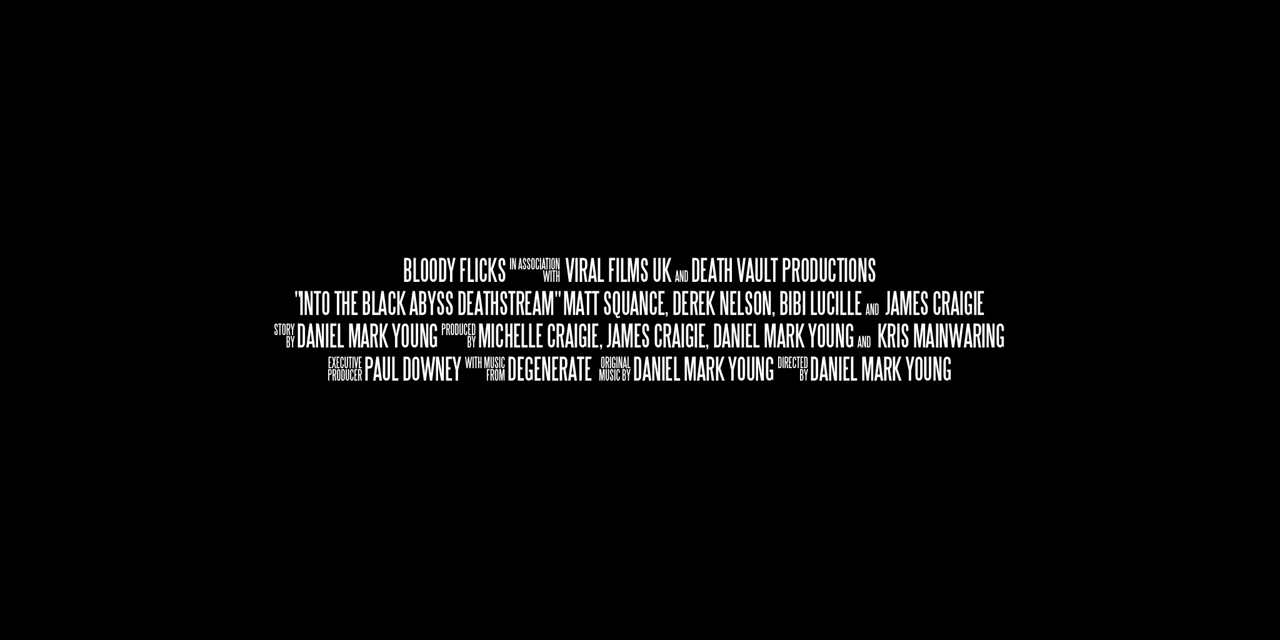 BLOODY FLICKS IN ASSOCIATION WITH VIRAL FILMS UK AND DEATH VAULT PRODUCTIONS
"INTO THE BLACK ABYSS DEATHSTREAM" MATT SQUANCE, DEREK NELSON, BIBI LUCILLE AND JAMES CRAIGIE
STORY BY DANIEL MARK YOUNG PRODUCED BY MICHELLE CRAIGIE, JAMES CRAIGIE, DANIEL MARK YOUNG AND KRIS MAINWARING
EXECUTIVE PRODUCER PAUL DOWNEY WITH MUSIC FROM DEGENERATE ORIGINAL MUSIC BY DANIEL MARK YOUNG DIRECTED BY DANIEL MARK YOUNG